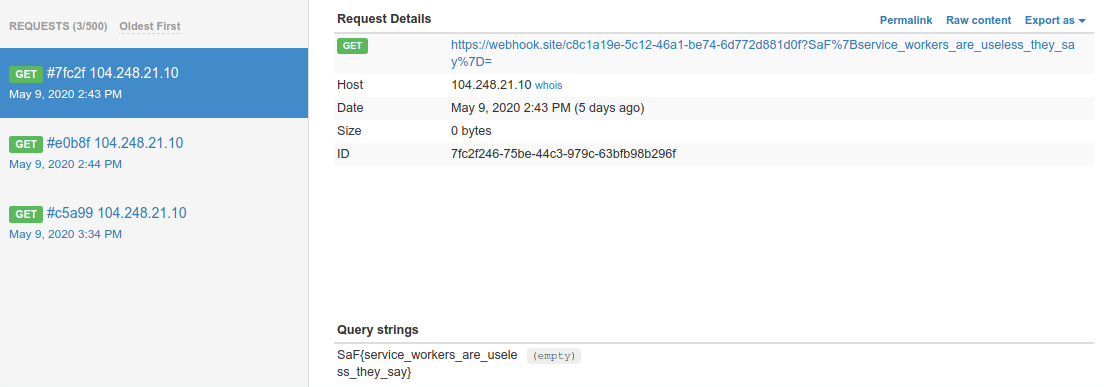 REQUESTS (3/500) Oldest First
GET #7fc2f 104.248.21.10
May 9, 2020 2:43 PM
GET #e0b8f 104.248.21.10
May 9, 2020 2:44 PM
GET #c5a99 104.248.21.10
May 9, 2020 3:34 PM
Request Details
Permalink Raw content Export as
GET https://webhook.site/c8c1a19e-5c12-46a1-be74-6d772d881d0f?SaF%7Bservice_workers_are_useless_they_sa
y%7D=
Host 104.248.21.10 whois
Date May 9, 2020 2:43 PM (5 days ago)
Size 0 bytes
ID 7fc2f246-75be-44c3-979c-63bfb98b296f
Query strings
SaF{service_workers_are_usele (empty)
ss_they_say}